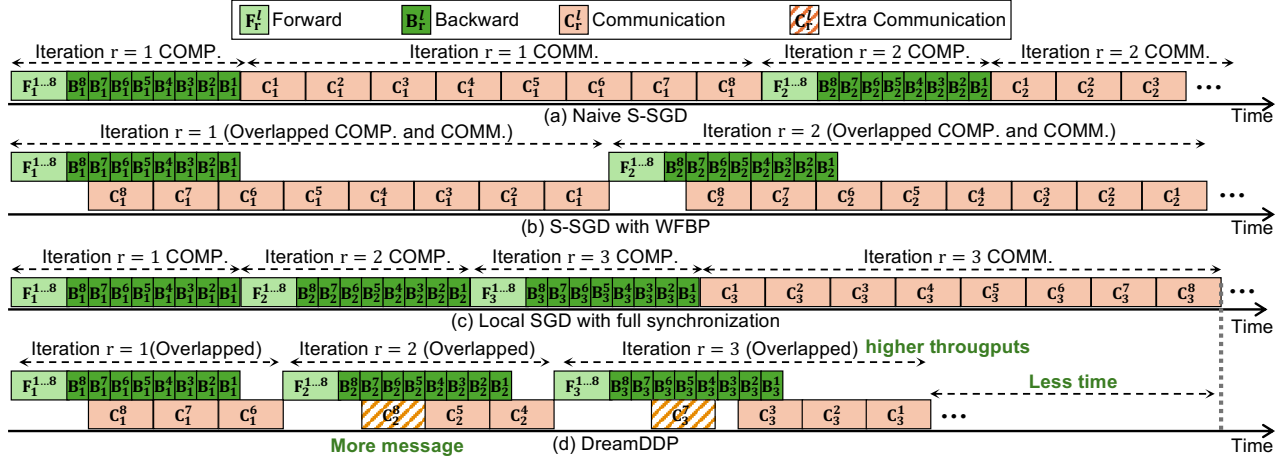 F_r^l Forward B_r^l Backward C_r^l Communication C_r^l Extra Communication
Iteration r = 1 COMP. Iteration r = 1 COMM. Iteration r = 2 COMP. Iteration r = 2 COMM.
F_1^{1…8} B_1^8 B_1^7 B_1^6 B_1^5 B_1^4 B_1^3 B_1^2 B_1^1 C_1^1 C_1^2 C_1^3 C_1^4 C_1^5 C_1^6 C_1^7 C_1^8 F_2^{1…8} B_2^8 B_2^7 B_2^6 B_2^5 B_2^4 B_2^3 B_2^2 B_2^1 C_2^1 C_2^2 C_2^3 •••
(a) Naive S-SGD Time
Iteration r = 1 (Overlapped COMP. and COMM.) Iteration r = 2 (Overlapped COMP. and COMM.)
F_1^{1…8} B_1^8 B_1^7 B_1^6 B_1^5 B_1^4 B_1^3 B_1^2 B_1^1 F_2^{1…8} B_2^8 B_2^7 B_2^6 B_2^5 B_2^4 B_2^3 B_2^2 B_2^1
C_1^8 C_1^7 C_1^6 C_1^5 C_1^4 C_1^3 C_1^2 C_1^1 C_2^8 C_2^7 C_2^6 C_2^5 C_2^4 C_2^3 C_2^2 C_2^1 •••
(b) S-SGD with WFBP Time
Iteration r = 1 COMP. Iteration r = 2 COMP. Iteration r = 3 COMP. Iteration r = 3 COMM.
F_1^{1…8} B_1^8 B_1^7 B_1^6 B_1^5 B_1^4 B_1^3 B_1^2 B_1^1 F_2^{1…8} B_2^8 B_2^7 B_2^6 B_2^5 B_2^4 B_2^3 B_2^2 B_2^1 F_3^{1…8} B_3^8 B_3^7 B_3^6 B_3^5 B_3^4 B_3^3 B_3^2 B_3^1 C_3^1 C_3^2 C_3^3 C_3^4 C_3^5 C_3^6 C_3^7 C_3^8 •••
(c) Local SGD with full synchronization Time
Iteration r = 1(Overlapped) Iteration r = 2 (Overlapped) Iteration r = 3 (Overlapped) higher througputs
F_1^{1…8} B_1^8 B_1^7 B_1^6 B_1^5 B_1^4 B_1^3 B_1^2 B_1^1 F_2^{1…8} B_2^8 B_2^7 B_2^6 B_2^5 B_2^4 B_2^3 B_2^2 B_2^1 F_3^{1…8} B_3^8 B_3^7 B_3^6 B_3^5 B_3^4 B_3^3 B_3^2 B_3^1 Less time
C_1^8 C_1^7 C_1^6 C_2^8 C_2^5 C_2^4 C_3^7 C_3^3 C_3^2 C_3^1 •••
More message (d) DreamDDP Time